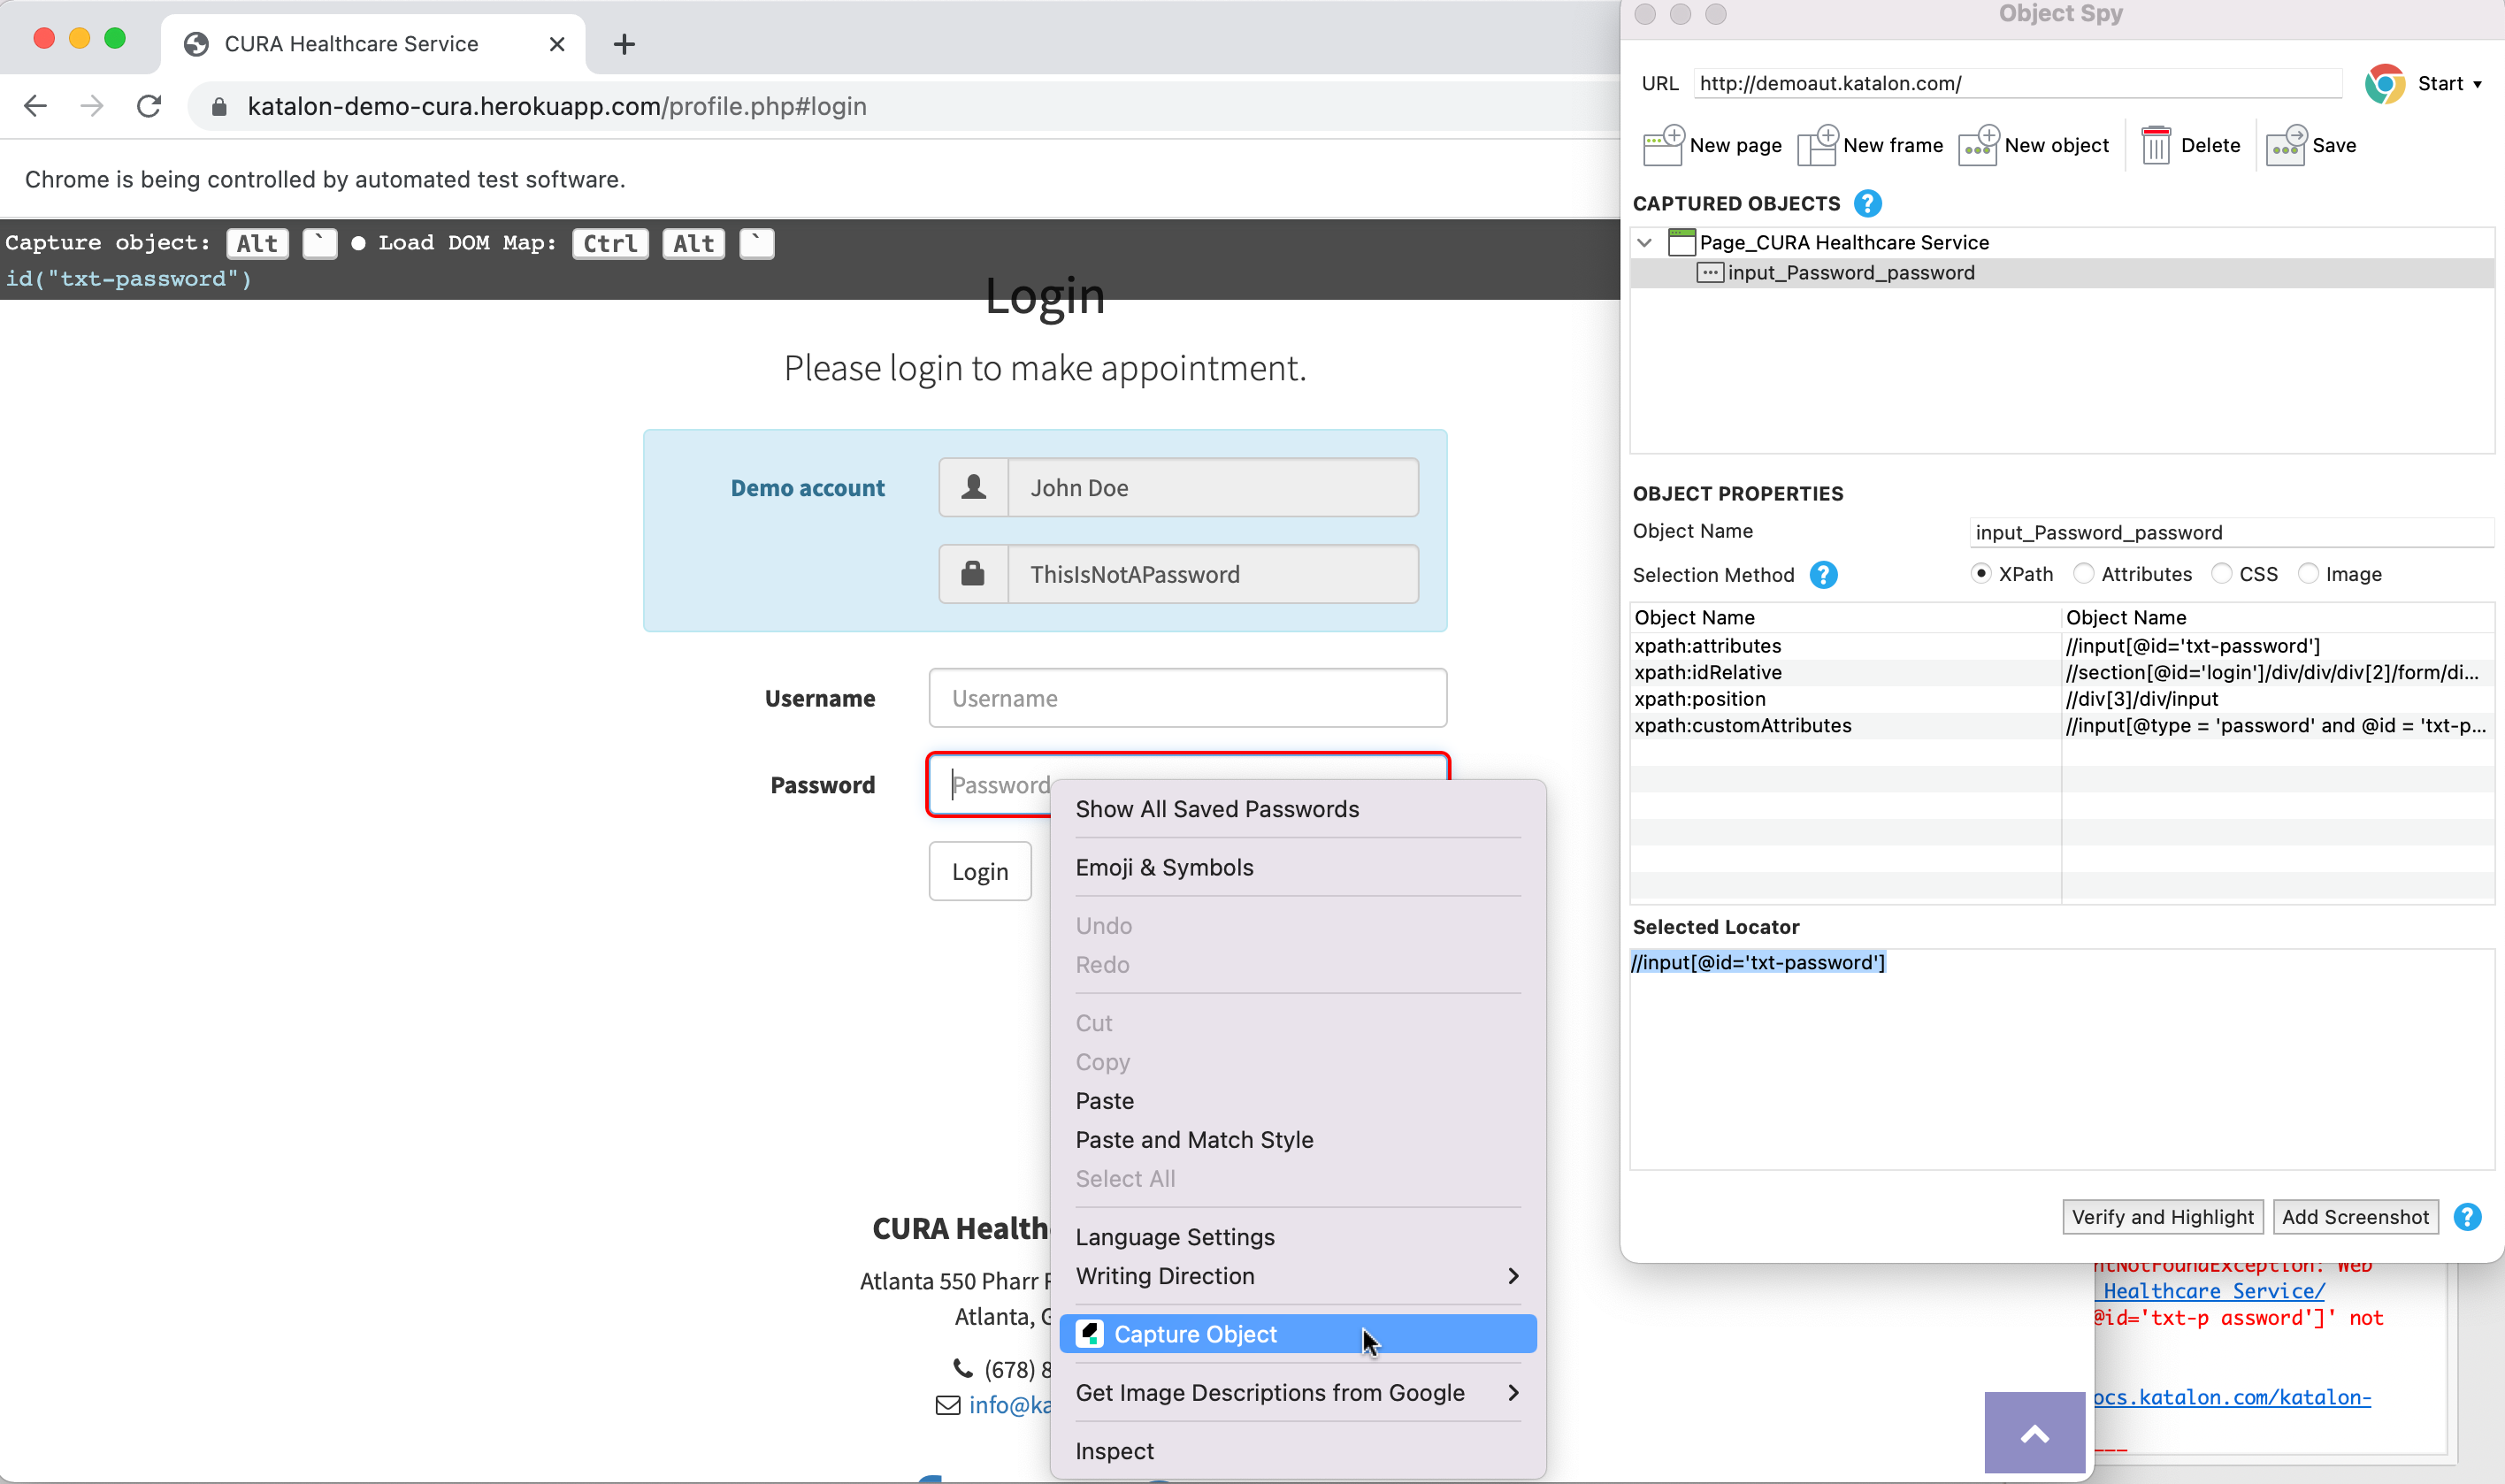 CURA Healthcare Service
katalon-demo-cura.herokuapp.com/profile.php#login
Chrome is being controlled by automated test software.
Capture object: Alt ` ● Load DOM Map: Ctrl Alt `
id("txt-password")
Login
Please login to make appointment.
Demo account
John Doe
ThisIsNotAPassword
Username
Username
Password
Password
Login
CURA Health
Atlanta 550 Pharr
Atlanta,
(678) 8
info@ka
Show All Saved Passwords
Emoji & Symbols
Undo
Redo
Cut
Copy
Paste
Paste and Match Style
Select All
Language Settings
Writing Direction
Capture Object
Get Image Descriptions from Google
Inspect
Object Spy
URL http://demoaut.katalon.com/ Start
New page New frame New object Delete Save
CAPTURED OBJECTS ?
Page_CURA Healthcare Service
input_Password_password
OBJECT PROPERTIES
Object Name input_Password_password
Selection Method ? XPath Attributes CSS Image
Object Name Object Name
xpath:attributes //input[@id='txt-password']
xpath:idRelative //section[@id='login']/div/div/div[2]/form/di...
xpath:position //div[3]/div/input
xpath:customAttributes //input[@type = 'password' and @id = 'txt-p...
Selected Locator
//input[@id='txt-password']
Verify and Highlight Add Screenshot ?
ntNotFoundException: Web
Healthcare Service/
@id='txt-p assword']' not
ocs.katalon.com/katalon-